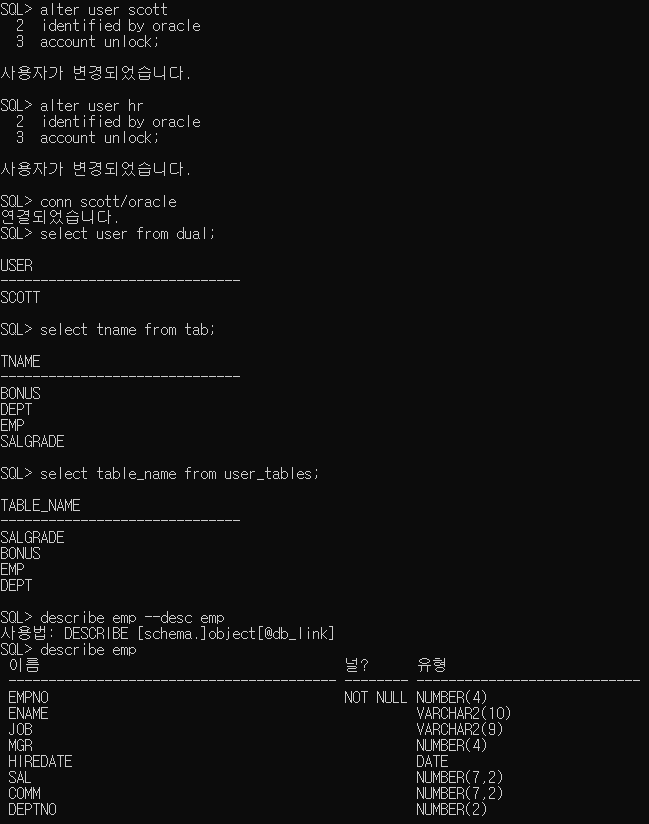 SQL> alter user scott
  2  identified by oracle
  3  account unlock;
사용자가 변경되었습니다.
SQL> alter user hr
  2  identified by oracle
  3  account unlock;
사용자가 변경되었습니다.
SQL> conn scott/oracle
연결되었습니다.
SQL> select user from dual;
USER
------------------------------
SCOTT
SQL> select tname from tab;
TNAME
------------------------------
BONUS
DEPT
EMP
SALGRADE
SQL> select table_name from user_tables;
TABLE_NAME
------------------------------
SALGRADE
BONUS
EMP
DEPT
SQL> describe emp --desc emp
사용법: DESCRIBE [schema.]object[@db_link]
SQL> describe emp
 이름                                      널?      유형
 ----------------------------------------- -------- ----------------------------
 EMPNO                                     NOT NULL NUMBER(4)
 ENAME                                              VARCHAR2(10)
 JOB                                                VARCHAR2(9)
 MGR                                                NUMBER(4)
 HIREDATE                                           DATE
 SAL                                                NUMBER(7,2)
 COMM                                               NUMBER(7,2)
 DEPTNO                                             NUMBER(2)